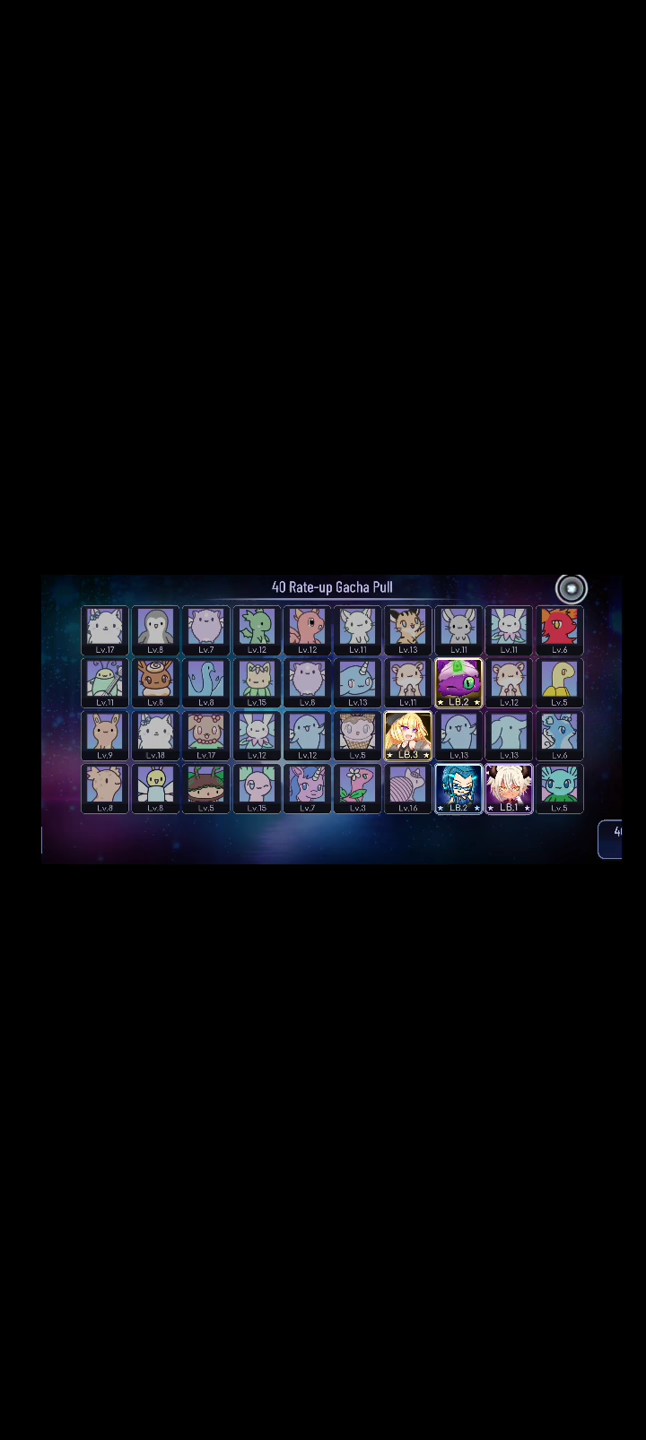 40 Rate-up Gacha Pull
Lv.17 Lv.8 Lv.7 Lv.12 Lv.12 Lv.11 Lv.13 Lv.11 Lv.11 Lv.6
Lv.11 Lv.8 Lv.8 Lv.15 Lv.8 Lv.13 Lv.11 LB.2 Lv.12 Lv.5
Lv.9 Lv.18 Lv.17 Lv.12 Lv.12 Lv.5 LB.3 Lv.13 Lv.13 Lv.6
Lv.8 Lv.8 Lv.5 Lv.15 Lv.7 Lv.3 Lv.16 LB.2 LB.1 Lv.5